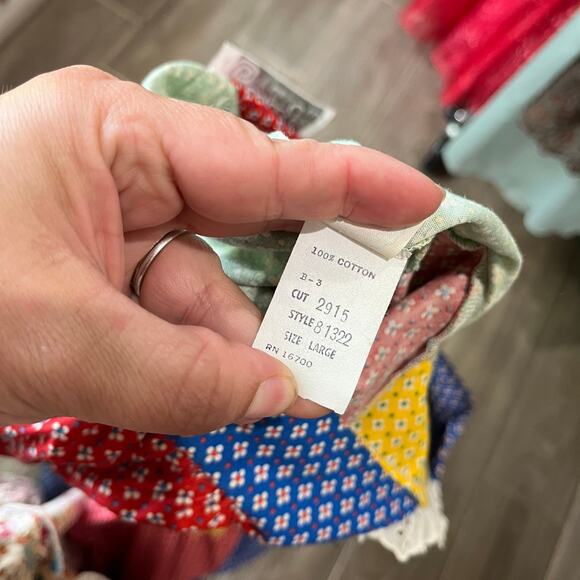 100% COTTON
B-3
CUT 2915
STYLE 81322
SIZE LARGE
RN 16700